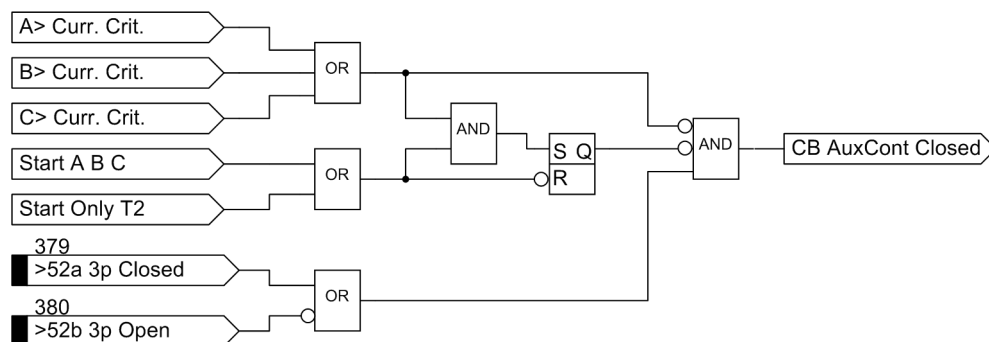 A> Curr. Crit.
B> Curr. Crit.
C> Curr. Crit.
OR
Start A B C
Start Only T2
OR
AND
S Q
R
AND
CB AuxCont Closed
379
>52a 3p Closed
380
>52b 3p Open
OR